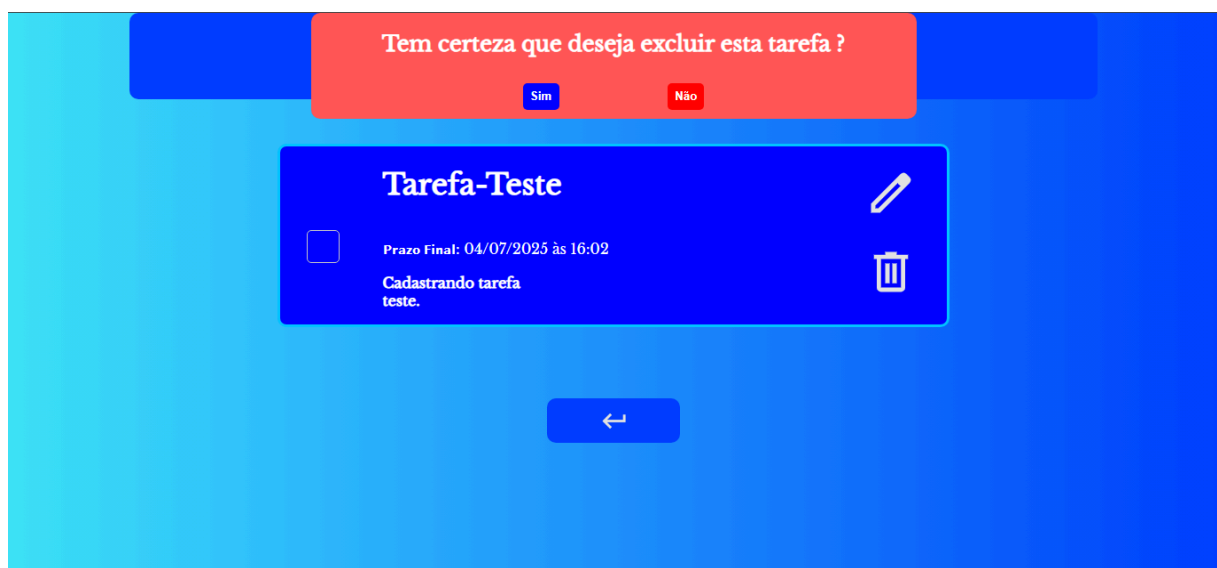 Tem certeza que deseja excluir esta tarefa ?
Sim
Não
Tarefa-Teste
Prazo Final: 04/07/2025 às 16:02
Cadastrando tarefa
teste.